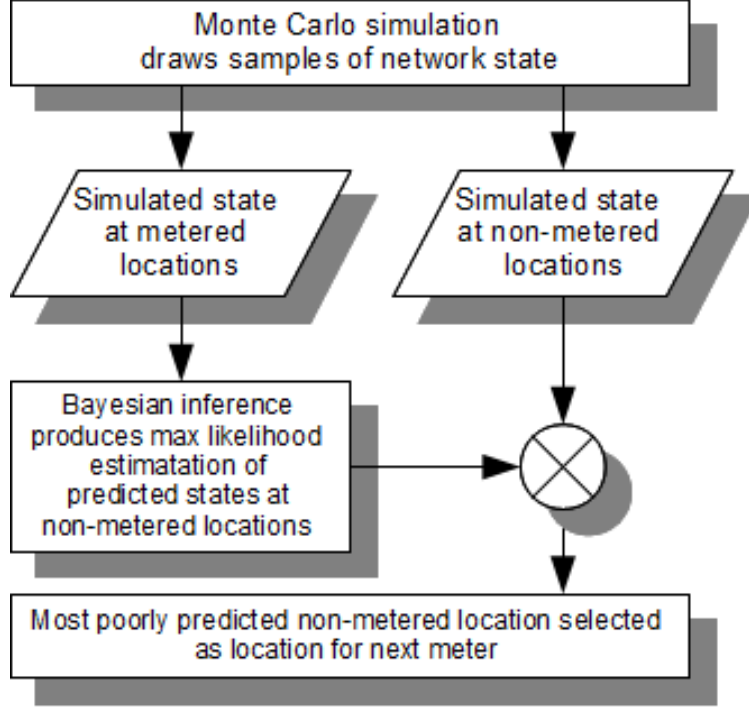 Monte Carlo simulation
draws samples of network state
Simulated state
at metered
locations
Simulated state
at non-metered
locations
Bayesian inference
produces max likelihood
estimatation of
predicted states at
non-metered locations
Most poorly predicted non-metered location selected
as location for next meter